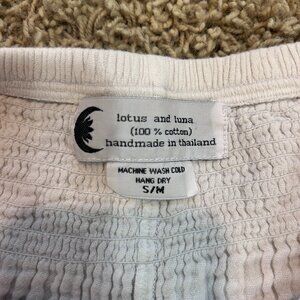 lotus and luna
(100 % cotton)
handmade in thailand
MACHINE WASH COLD
HANG DRY
S/M